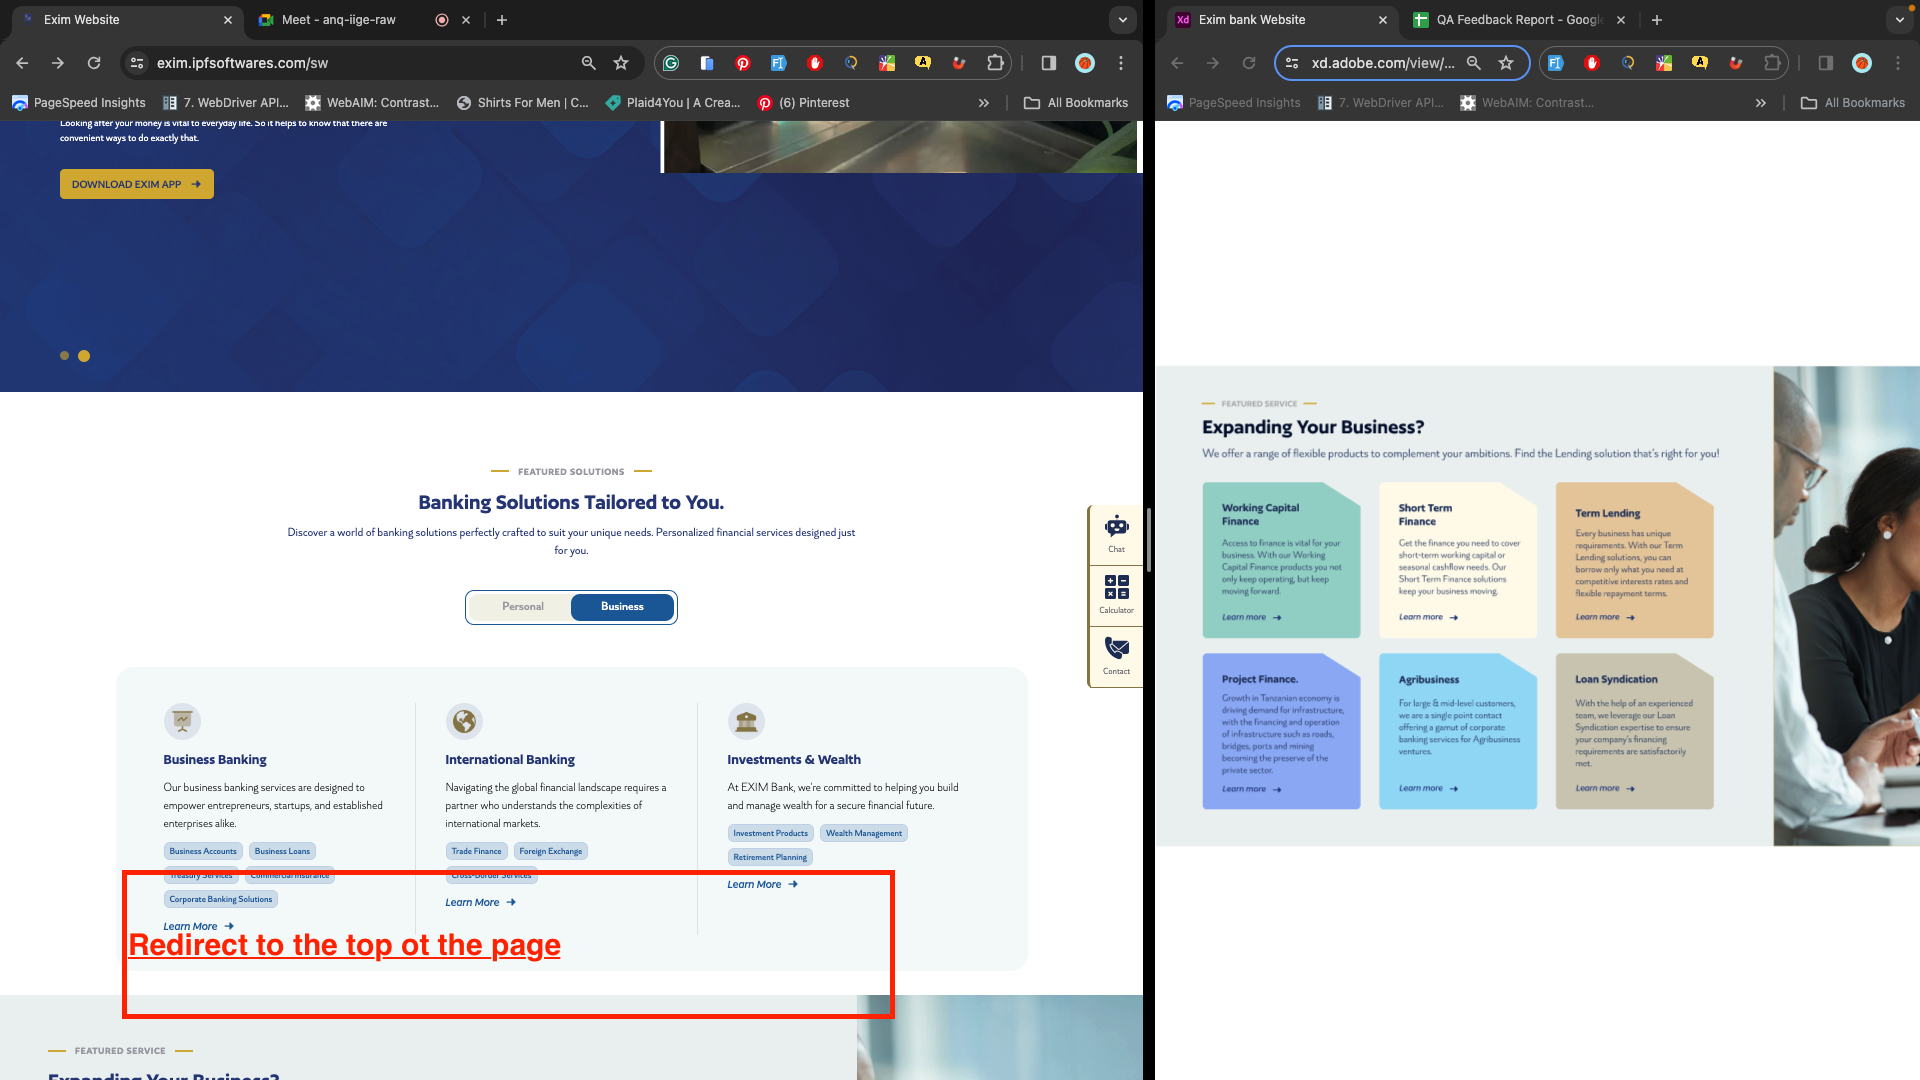 Exim Website
Meet - anq-iige-raw
exim.ipfsoftwares.com/sw
PageSpeed Insights
7. WebDriver API...
WebAIM: Contrast...
Shirts For Men | C...
Plaid4You | A Crea...
(6) Pinterest
All Bookmarks
Looking after your money is vital to everyday life. So it helps to know that there are
convenient ways to do exactly that.
DOWNLOAD EXIM APP
FEATURED SOLUTIONS
Banking Solutions Tailored to You.
Discover a world of banking solutions perfectly crafted to suit your unique needs. Personalized financial services designed just
for you.
Personal
Business
Chat
Calculator
Contact
Business Banking
Our business banking services are designed to
empower entrepreneurs, startups, and established
enterprises alike.
Business Accounts
Business Loans
Treasury Services
Commercial Insurance
Corporate Banking Solutions
Learn More
International Banking
Navigating the global financial landscape requires a
partner who understands the complexities of
international markets.
Trade Finance
Foreign Exchange
Cross-Border Services
Learn More
Investments & Wealth
At EXIM Bank, we're committed to helping you build
and manage wealth for a secure financial future.
Investment Products
Wealth Management
Retirement Planning
Learn More
Redirect to the top ot the page
FEATURED SERVICE
Expanding Your Business?
Xd
Exim bank Website
QA Feedback Report - Google
xd.adobe.com/view/...
PageSpeed Insights
7. WebDriver API...
WebAIM: Contrast...
All Bookmarks
FEATURED SERVICE
Expanding Your Business?
We offer a range of flexible products to complement your ambitions. Find the Lending solution that's right for you!
Working Capital
Finance
Access to finance is vital for your
business. With our Working
Capital Finance products you not
only keep operating, but keep
moving forward.
Learn more
Short Term
Finance
Get the finance you need to cover
short-term working capital or
seasonal cashflow needs. Our
Short Term Finance solutions
keep your business moving.
Learn more
Term Lending
Every business has unique
requirements. With our Term
Lending solutions, you can
borrow only what you need at
competitive interests rates and
flexible repayment terms.
Learn more
Project Finance.
Growth in Tanzanian economy is
driving demand for infrastructure,
with the financing and operation
of infrastructure such as roads,
bridges, ports and mining
becoming the preserve of the
private sector.
Learn more
Agribusiness
For large & mid-level customers,
we are a single point contact
offering a gamut of corporate
banking services for Agribusiness
ventures.
Learn more
Loan Syndication
With the help of an experienced
team, we leverage our Loan
Syndication expertise to ensure
your company's financing
requirements are satisfactorily
met.
Learn more